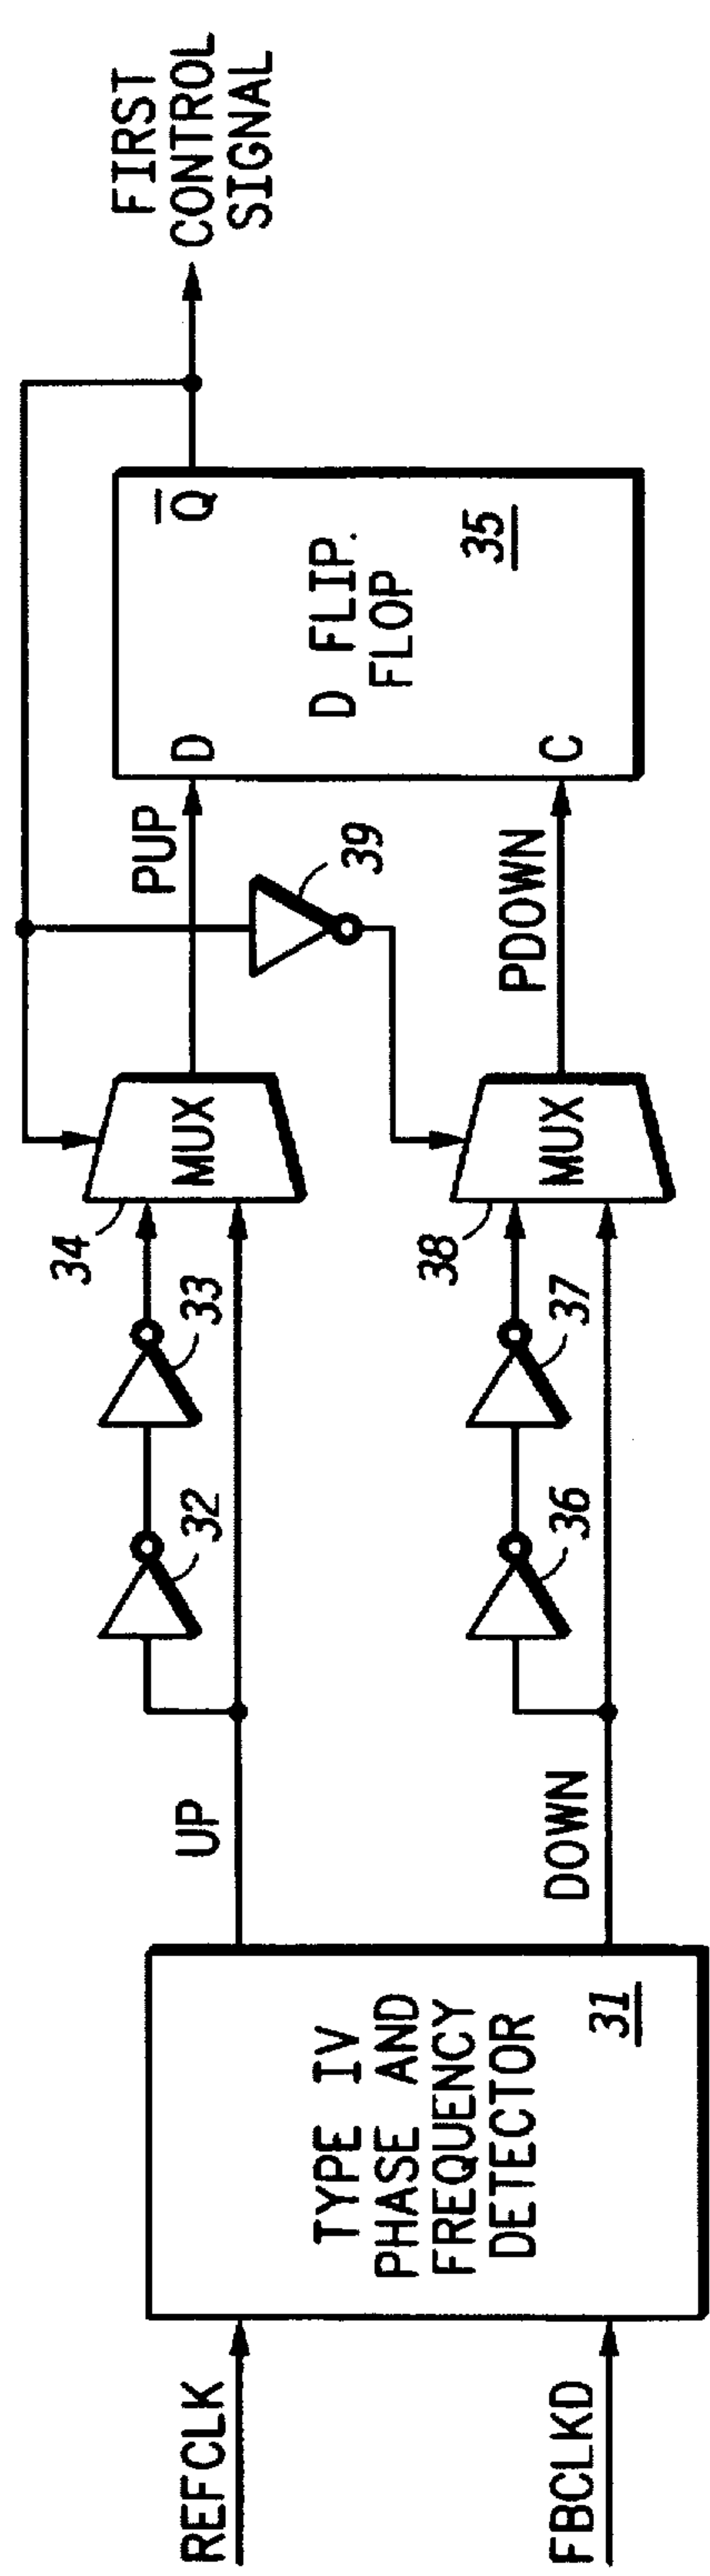 REFCLK
FBCLKD
TYPE IV
PHASE AND
FREQUENCY
DETECTOR
31
UP
DOWN
32
33
34
MUX
36
37
38
MUX
PUP
39
PDOWN
D
C
D FLIP.
FLOP
Q̅
35
FIRST
CONTROL
SIGNAL